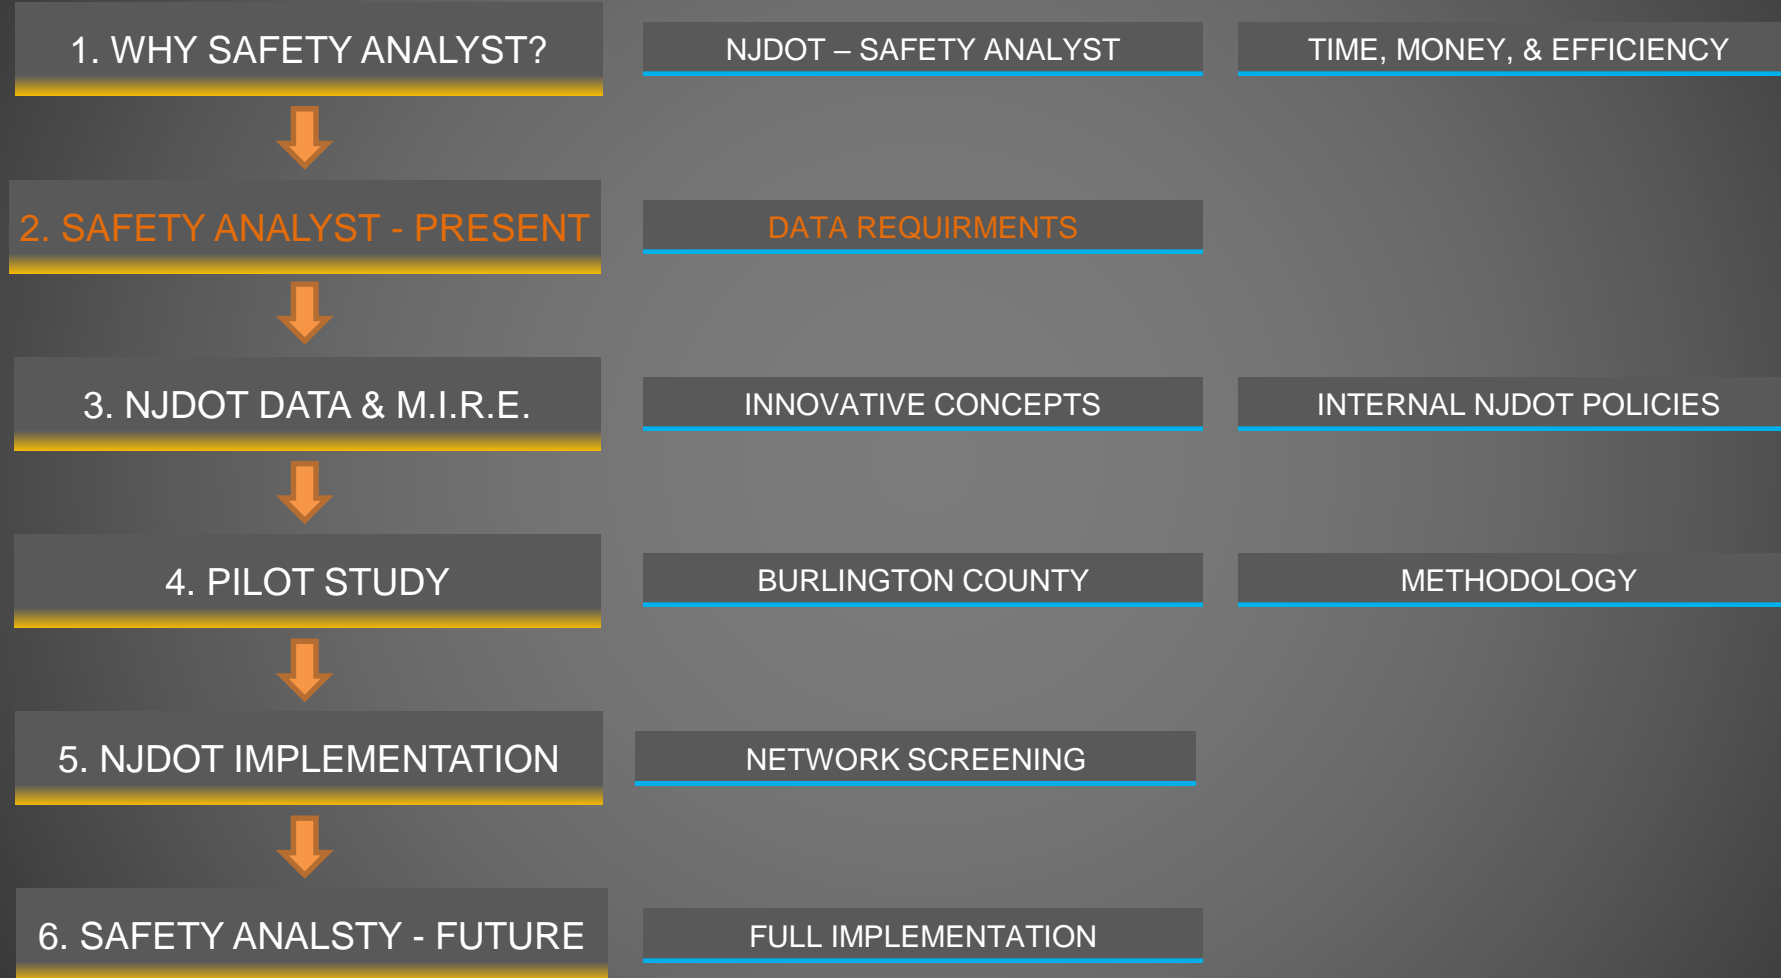 1. WHY SAFETY ANALYST?
NJDOT – SAFETY ANALYST
TIME, MONEY, & EFFICIENCY
2. SAFETY ANALYST - PRESENT
DATA REQUIRMENTS
3. NJDOT DATA & M.I.R.E.
INNOVATIVE CONCEPTS
INTERNAL NJDOT POLICIES
4. PILOT STUDY
BURLINGTON COUNTY
METHODOLOGY
5. NJDOT IMPLEMENTATION
NETWORK SCREENING
6. SAFETY ANALSTY - FUTURE
FULL IMPLEMENTATION